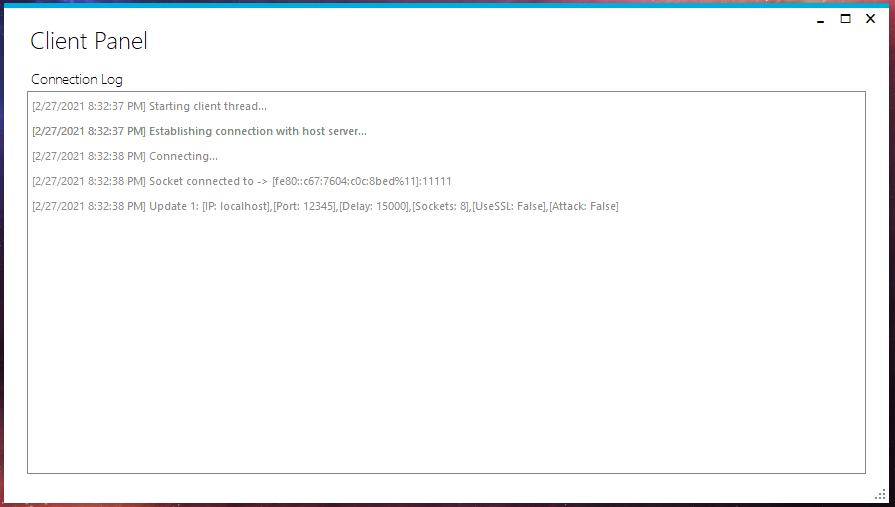 Client Panel
Connection Log
[2/27/2021 8:32:37 PM] Starting client thread...
[2/27/2021 8:32:37 PM] Establishing connection with host server...
[2/27/2021 8:32:38 PM] Connecting...
[2/27/2021 8:32:38 PM] Socket connected to -> [fe80::c67:7604:c0c:8bed%11]:11111
[2/27/2021 8:32:38 PM] Update 1: [IP: localhost],[Port: 12345],[Delay: 15000],[Sockets: 8],[UseSSL: False],[Attack: False]